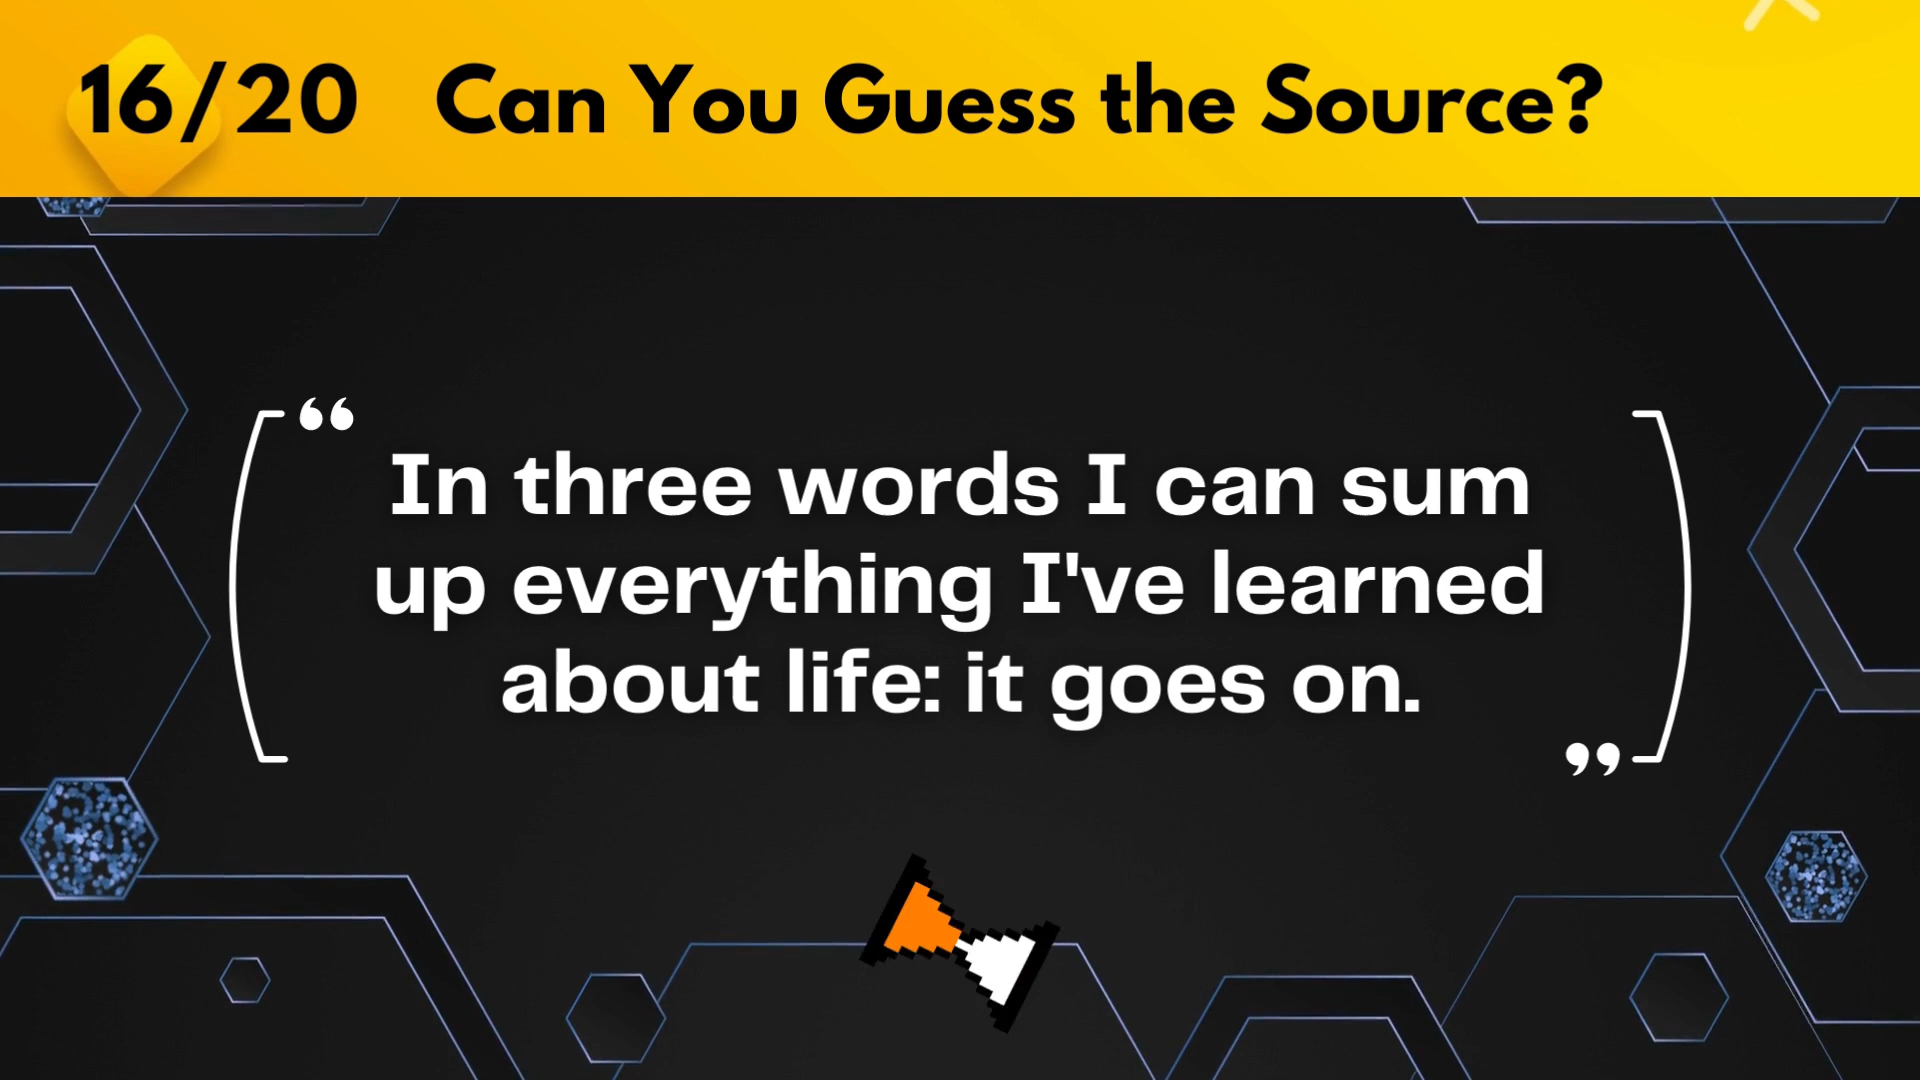 16/20 Can You Guess the Source?
“
In three words I can sum
up everything I've learned
about life: it goes on.
”